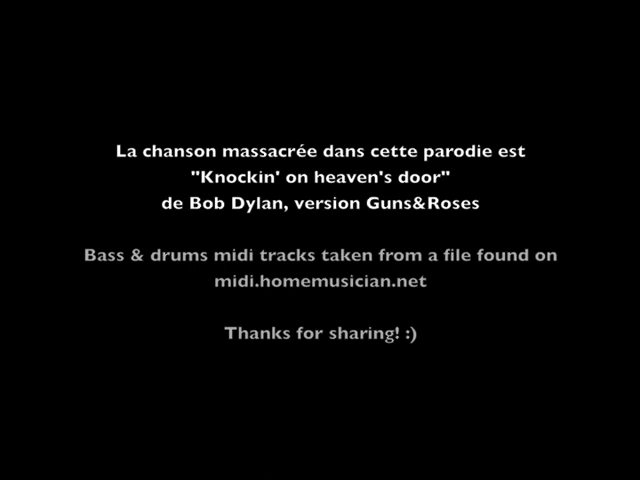 La chanson massacrée dans cette parodie est
"Knockin' on heaven's door"
de Bob Dylan, version Guns&Roses
Bass & drums midi tracks taken from a file found on
midi.homemusician.net
Thanks for sharing! :)